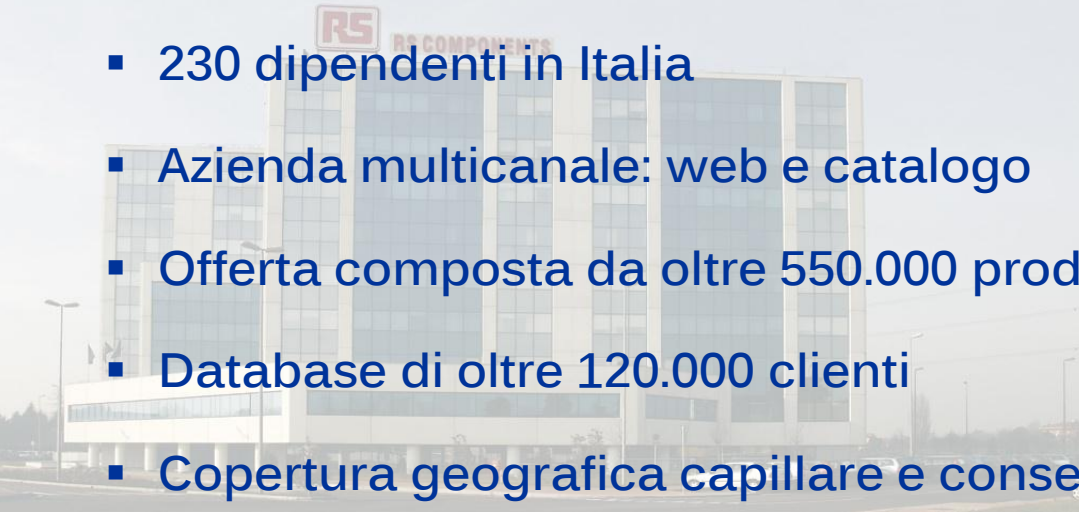 RS
RS COMPONENTS
▪ 230 dipendenti in Italia
▪ Azienda multicanale: web e catalogo
▪ Offerta composta da oltre 550.000 prod
▪ Database di oltre 120.000 clienti
▪ Copertura geografica capillare e conse